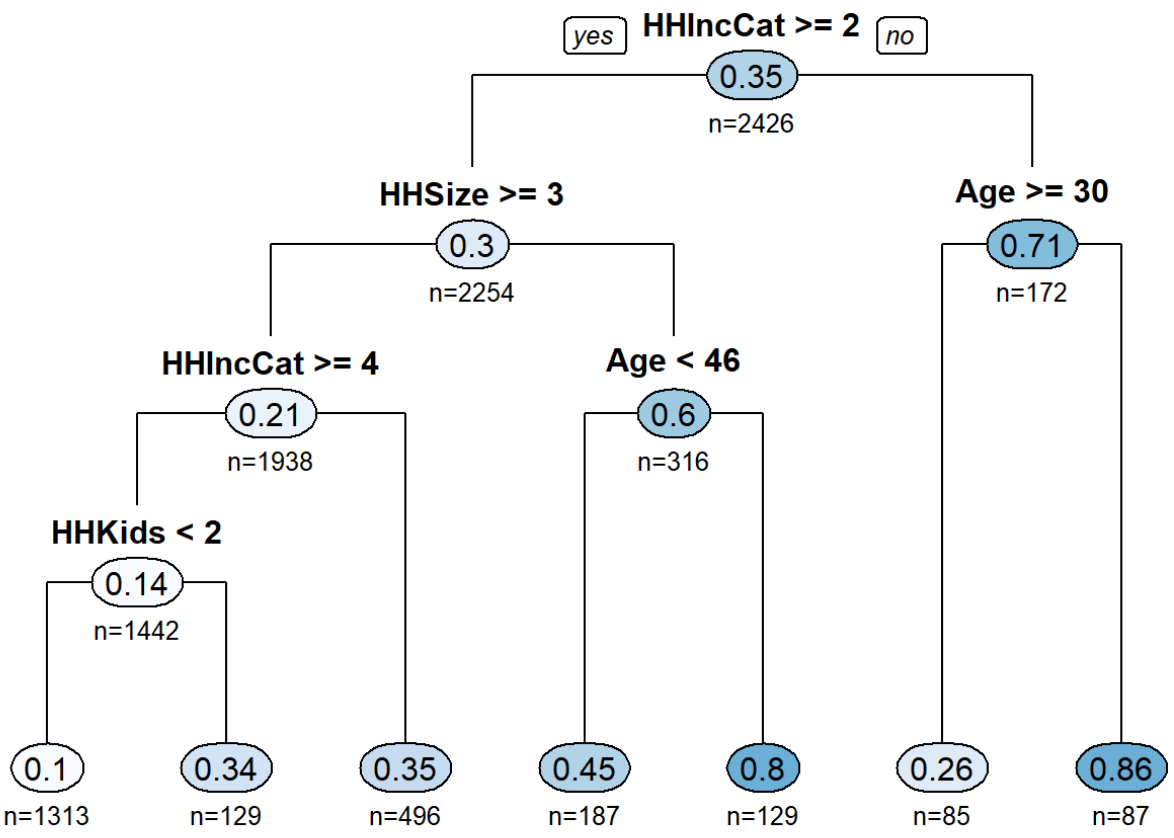 yes HHIncCat >= 2 no
0.35
n=2426
HHSize >= 3 Age >= 30
0.3 0.71
n=2254 n=172
HHIncCat >= 4 Age < 46
0.21 0.6
n=1938 n=316
HHKids < 2
0.14
n=1442
0.1 0.34 0.35 0.45 0.8 0.26 0.86
n=1313 n=129 n=496 n=187 n=129 n=85 n=87